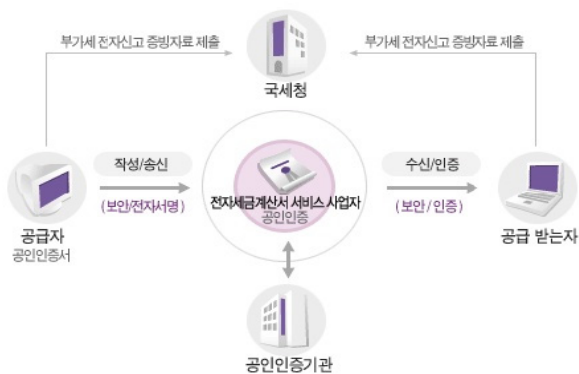 부가세 전자신고 증빙자료 제출
부가세 전자신고 증빙자료 제출
국세청
작성/송신
수신/인증
(보안/전자서명)
전자세금계산서 서비스 사업자
공인인증
(보안 / 인증)
공급자
공인인증서
공급 받는자
공인인증기관